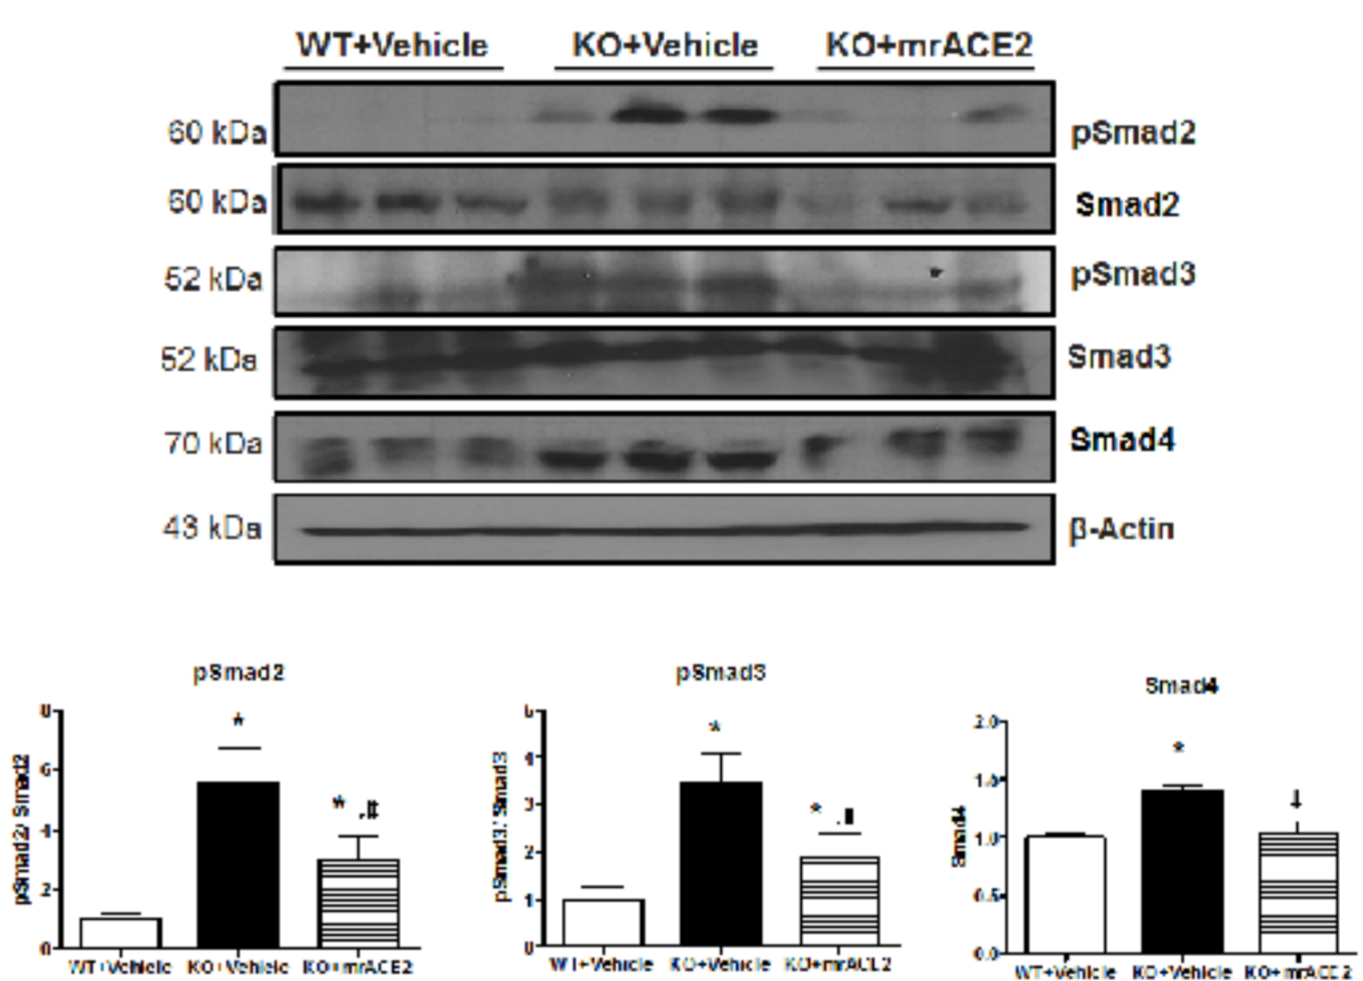 WT+Vehicle KO+Vehicle KO+mrACE2
60 kDa pSmad2
60 kDa Smad2
52 kDa pSmad3
52 kDa Smad3
70 kDa Smad4
43 kDa β-Actin
pSmad2 pSmad3 Smad4
pSmad2/ Smad2
8
6
4
2
0
* * ,#
WT+Vehicle KO+Vehicle KO+mrACE2
pSmad3/ Smad3
5
4
3
2
1
0
* *
WT+Vehicle KO+Vehicle KO+mrACE2
Smad4
2.0
1.5
1.0
0.5
0.0
*
WT+Vehicle KO+Vehicle KO+mrACE2